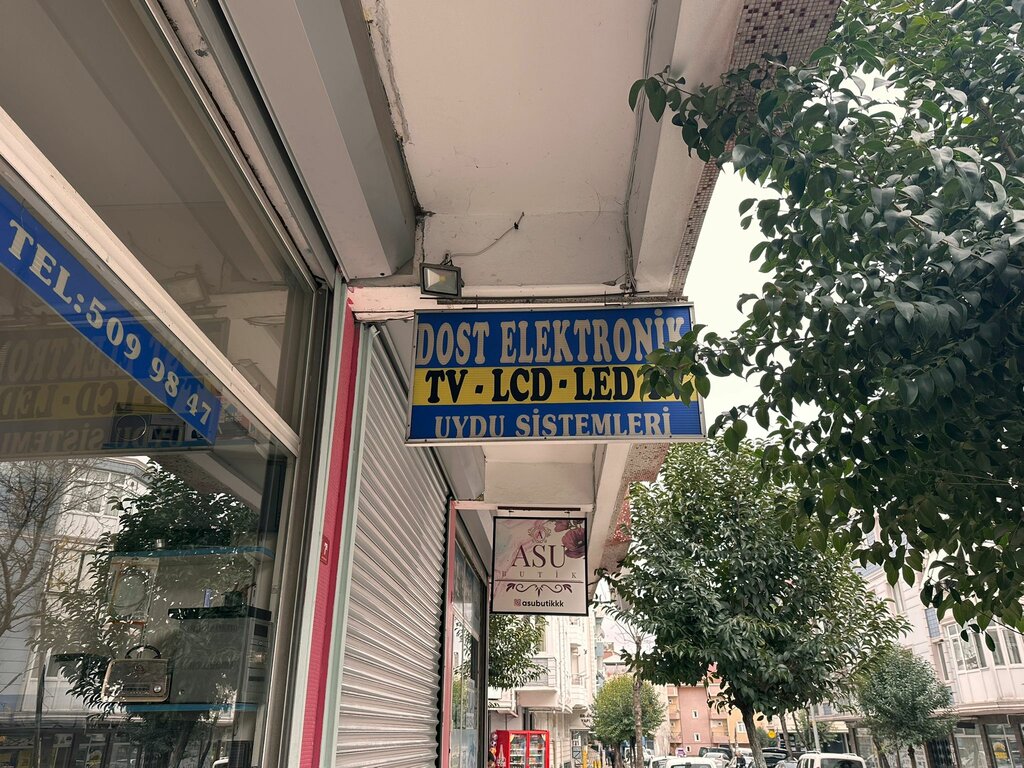 TEL:509 98 47
DOST ELEKTRONİK
TV - LCD - LED
UYDU SİSTEMLERİ
ASU
BUTİK
asubutikkk